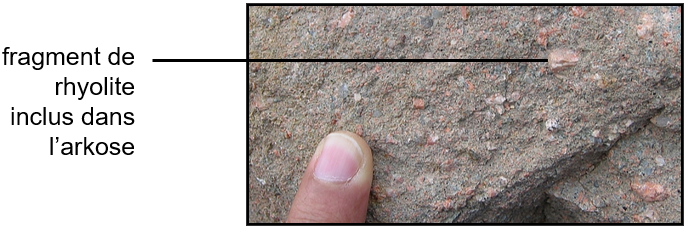 fragment de
rhyolite
inclus dans
l’arkose